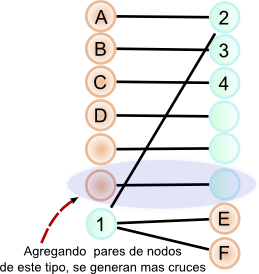 A 2
B 3
C 4
D
1 E
F
Agregando pares de nodos
de este tipo, se generan mas cruces